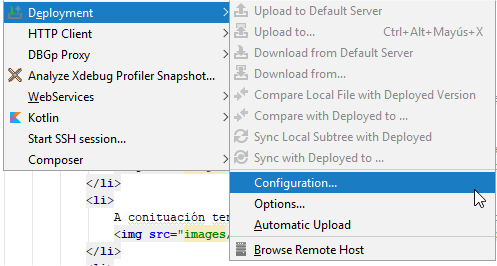 Deployment
HTTP Client
DBGp Proxy
Analyze Xdebug Profiler Snapshot...
WebServices
Kotlin
Start SSH session...
Composer
Upload to Default Server
Upload to... Ctrl+Alt+Mayús+X
Download from Default Server
Download from...
Compare Local File with Deployed Version
Compare with Deployed to ...
Sync Local Subtree with Deployed
Sync with Deployed to ...
Configuration...
Options...
Automatic Upload
Browse Remote Host
</li>
<li>
A conituación ter
<img src="images/
</li>